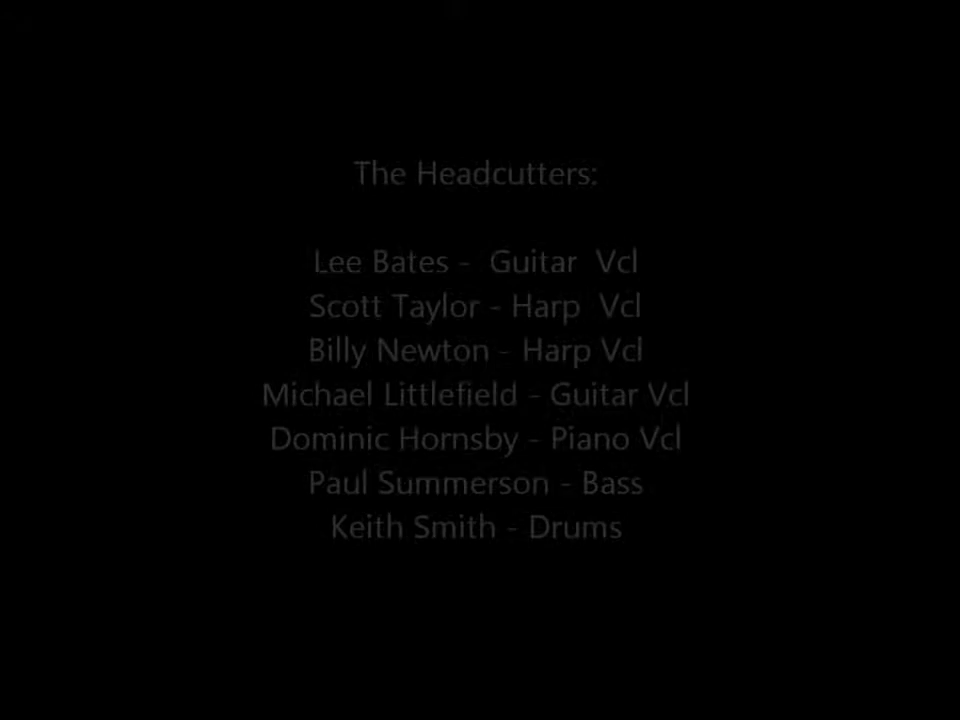 The Headcutters:
Lee Bates -  Guitar  Vcl
Scott Taylor - Harp  Vcl
Billy Newton - Harp Vcl
Michael Littlefield - Guitar Vcl
Dominic Hornsby - Piano Vcl
Paul Summerson - Bass
Keith Smith - Drums